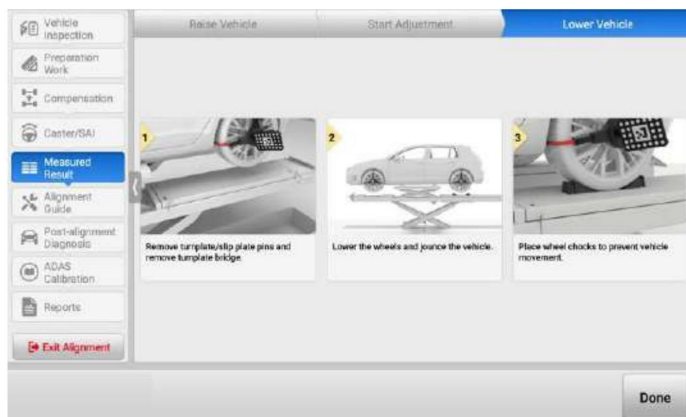 Vehicle
Inspection
Preparation
Work
Compensation
Caster/SAI
Measured
Result
Alignment
Guide
Post-alignment
Diagnosis
ADAS
Calibration
Reports
Exit Alignment
Raise Vehicle
Start Adjustment
Lower Vehicle
1
Remove turnplate/slip plate pins and
remove turnplate bridge.
2
Lower the wheels and jounce the vehicle.
3
Place wheel chocks to prevent vehicle
movement.
Done